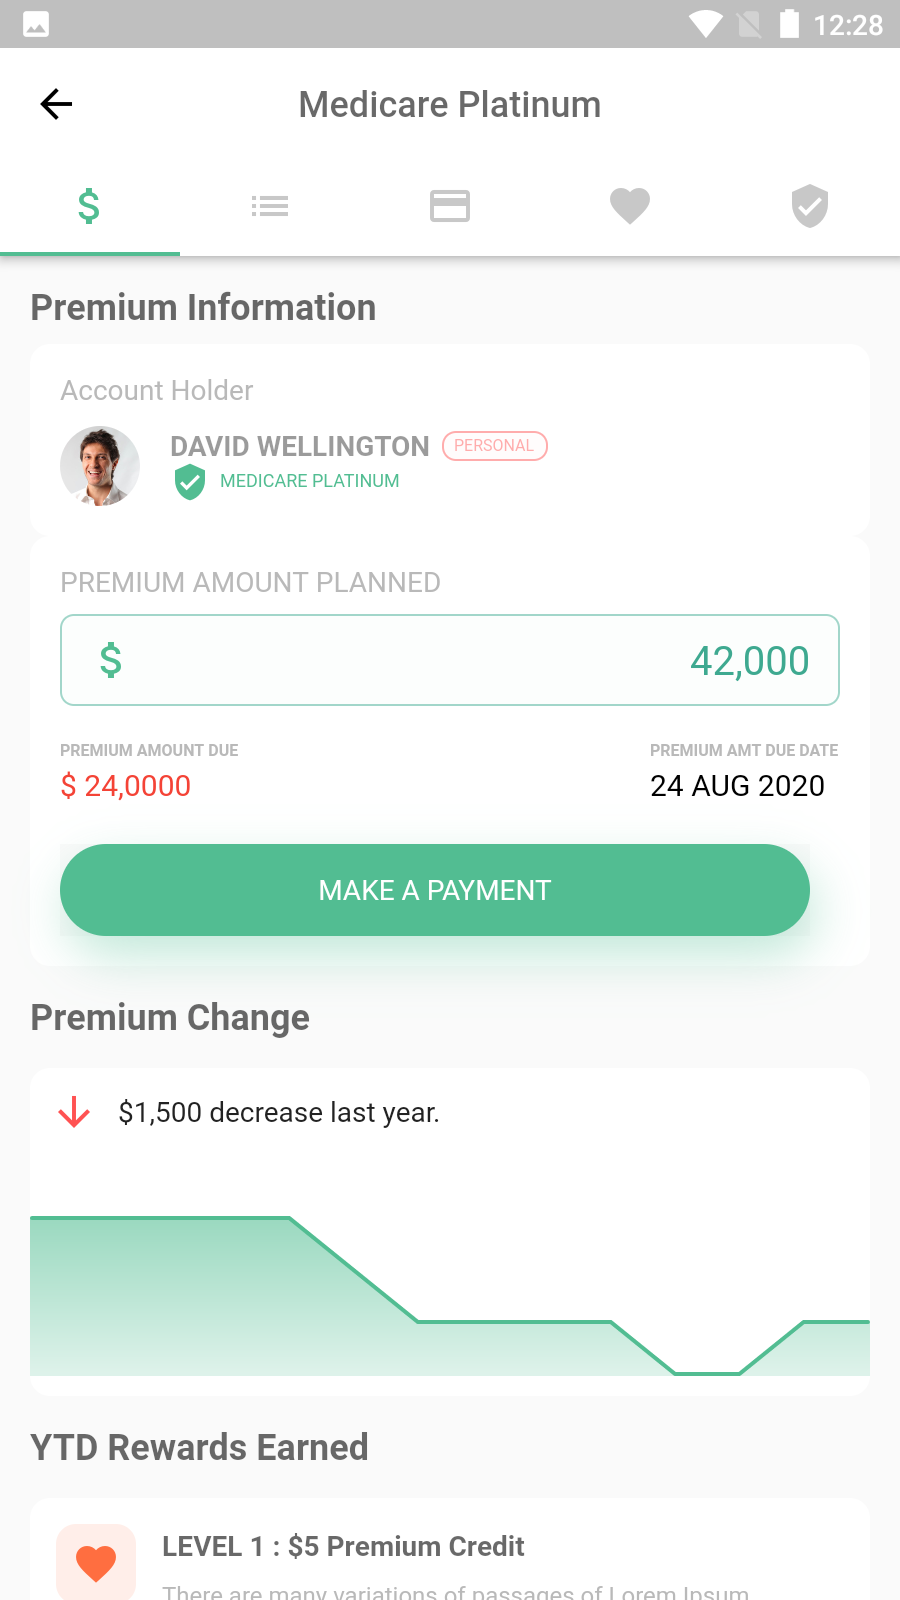 12:28
Medicare Platinum
$
Premium Information
Account Holder
DAVID WELLINGTON PERSONAL
MEDICARE PLATINUM
PREMIUM AMOUNT PLANNED
$ 42,000
PREMIUM AMOUNT DUE PREMIUM AMT DUE DATE
$ 24,0000 24 AUG 2020
MAKE A PAYMENT
Premium Change
$1,500 decrease last year.
YTD Rewards Earned
LEVEL 1 : $5 Premium Credit
There are many variations of passages of Lorem Ipsum